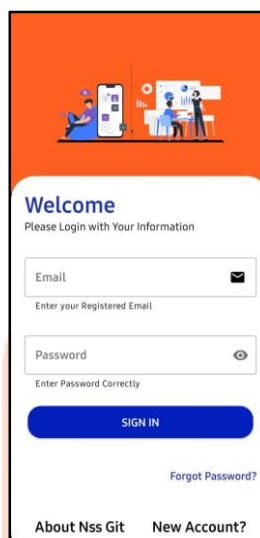 Welcome
Please Login with Your Information
Email
Enter your Registered Email
Password
Enter Password Correctly
SIGN IN
Forgot Password?
About Nss Git New Account?